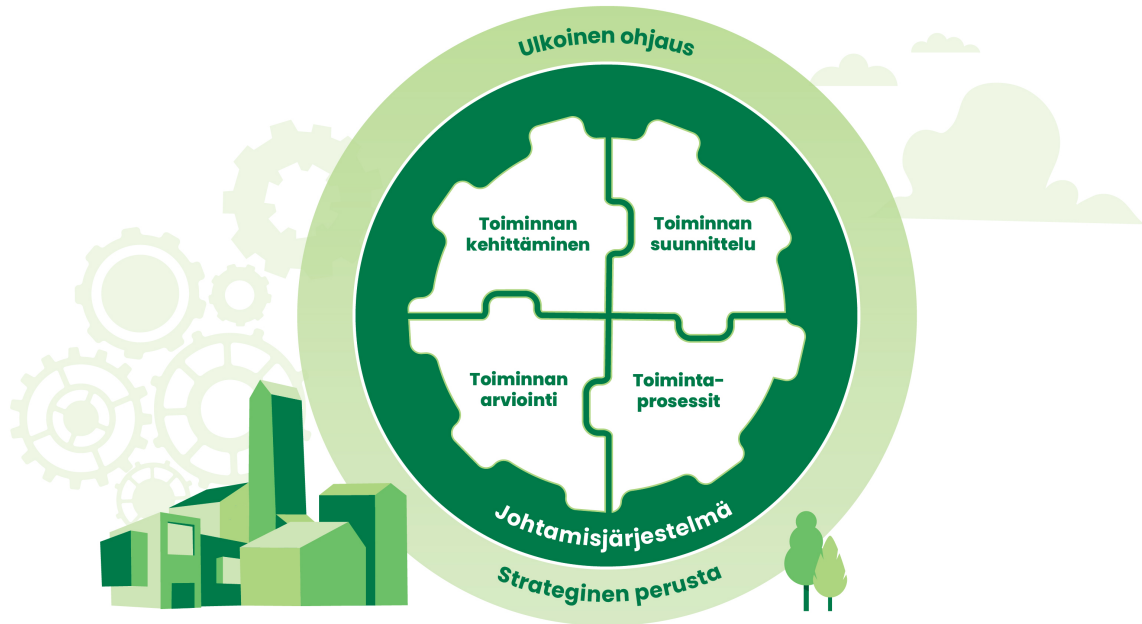 Ulkoinen ohjaus
Toiminnan
kehittäminen
Toiminnan
suunnittelu
Toiminnan
arviointi
Toiminta-
prosessit
Johtamisjärjestelmä
Strateginen perusta